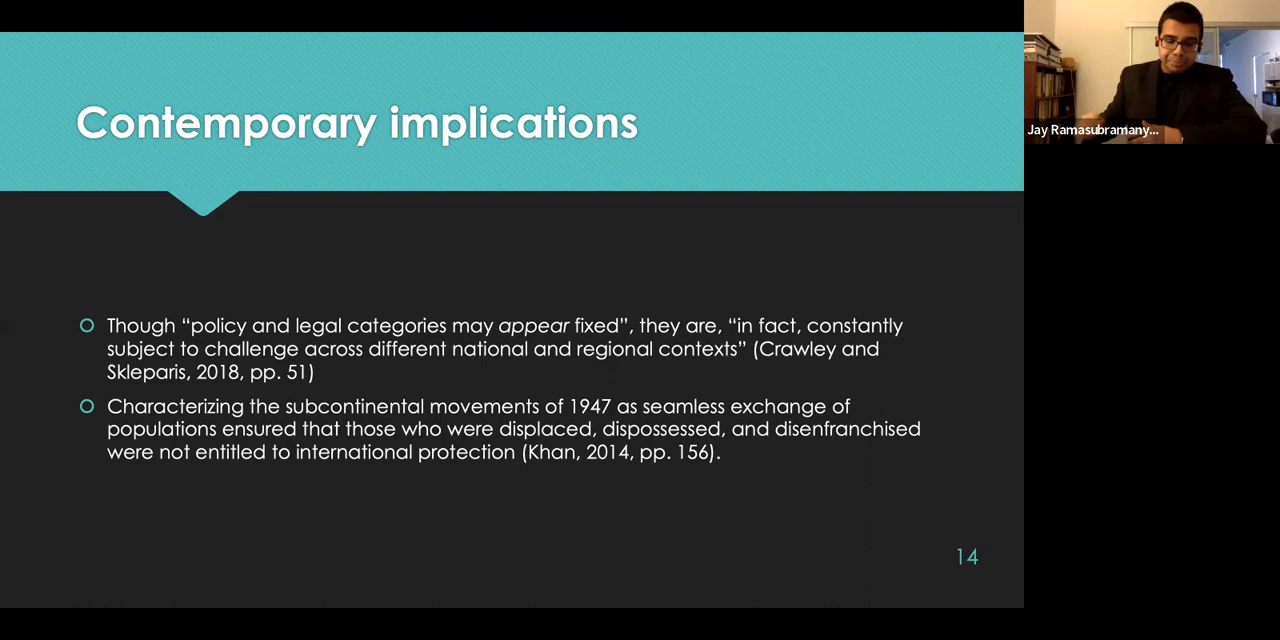 Contemporary implications
Jay Ramasubramany...
Though “policy and legal categories may appear fixed”, they are, “in fact, constantly
subject to challenge across different national and regional contexts” (Crawley and
Skleparis, 2018, pp. 51)
Characterizing the subcontinental movements of 1947 as seamless exchange of
populations ensured that those who were displaced, dispossessed, and disenfranchised
were not entitled to international protection (Khan, 2014, pp. 156).
14